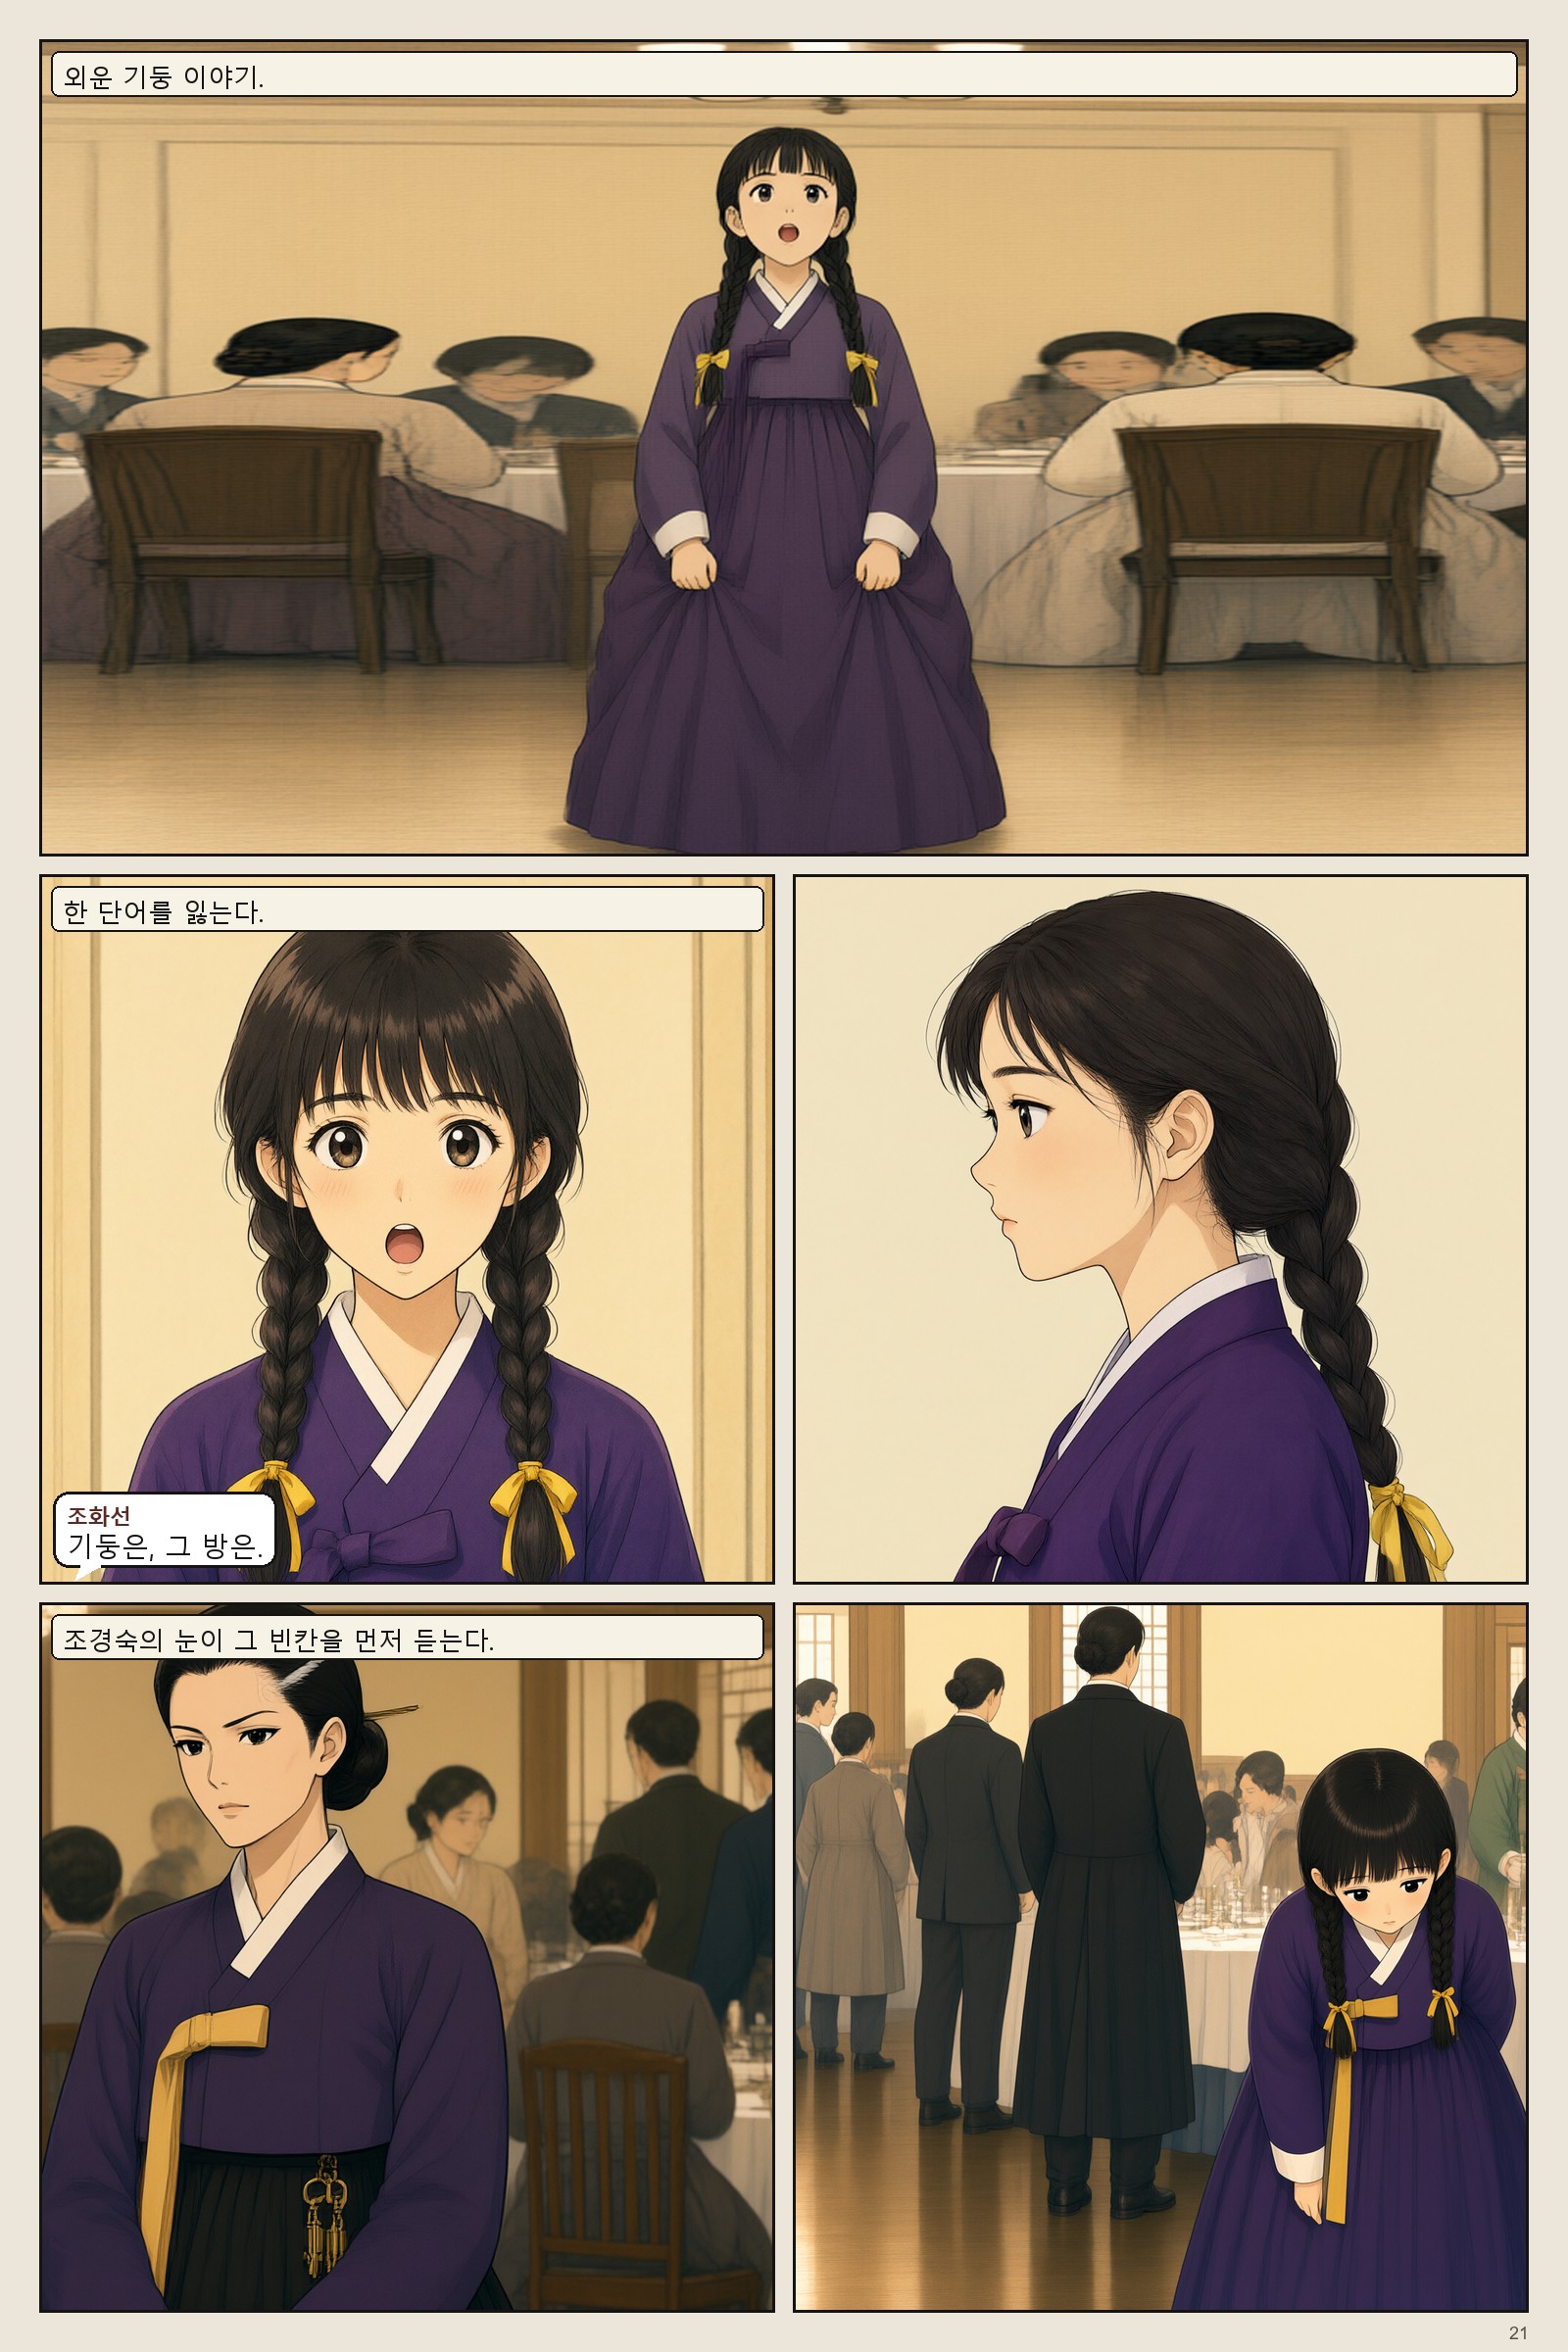 외운 기둥 이야기.
한 단어를 잃는다.
조화선
기둥은, 그 방은.
조경숙의 눈이 그 빈칸을 먼저 듣는다.
21